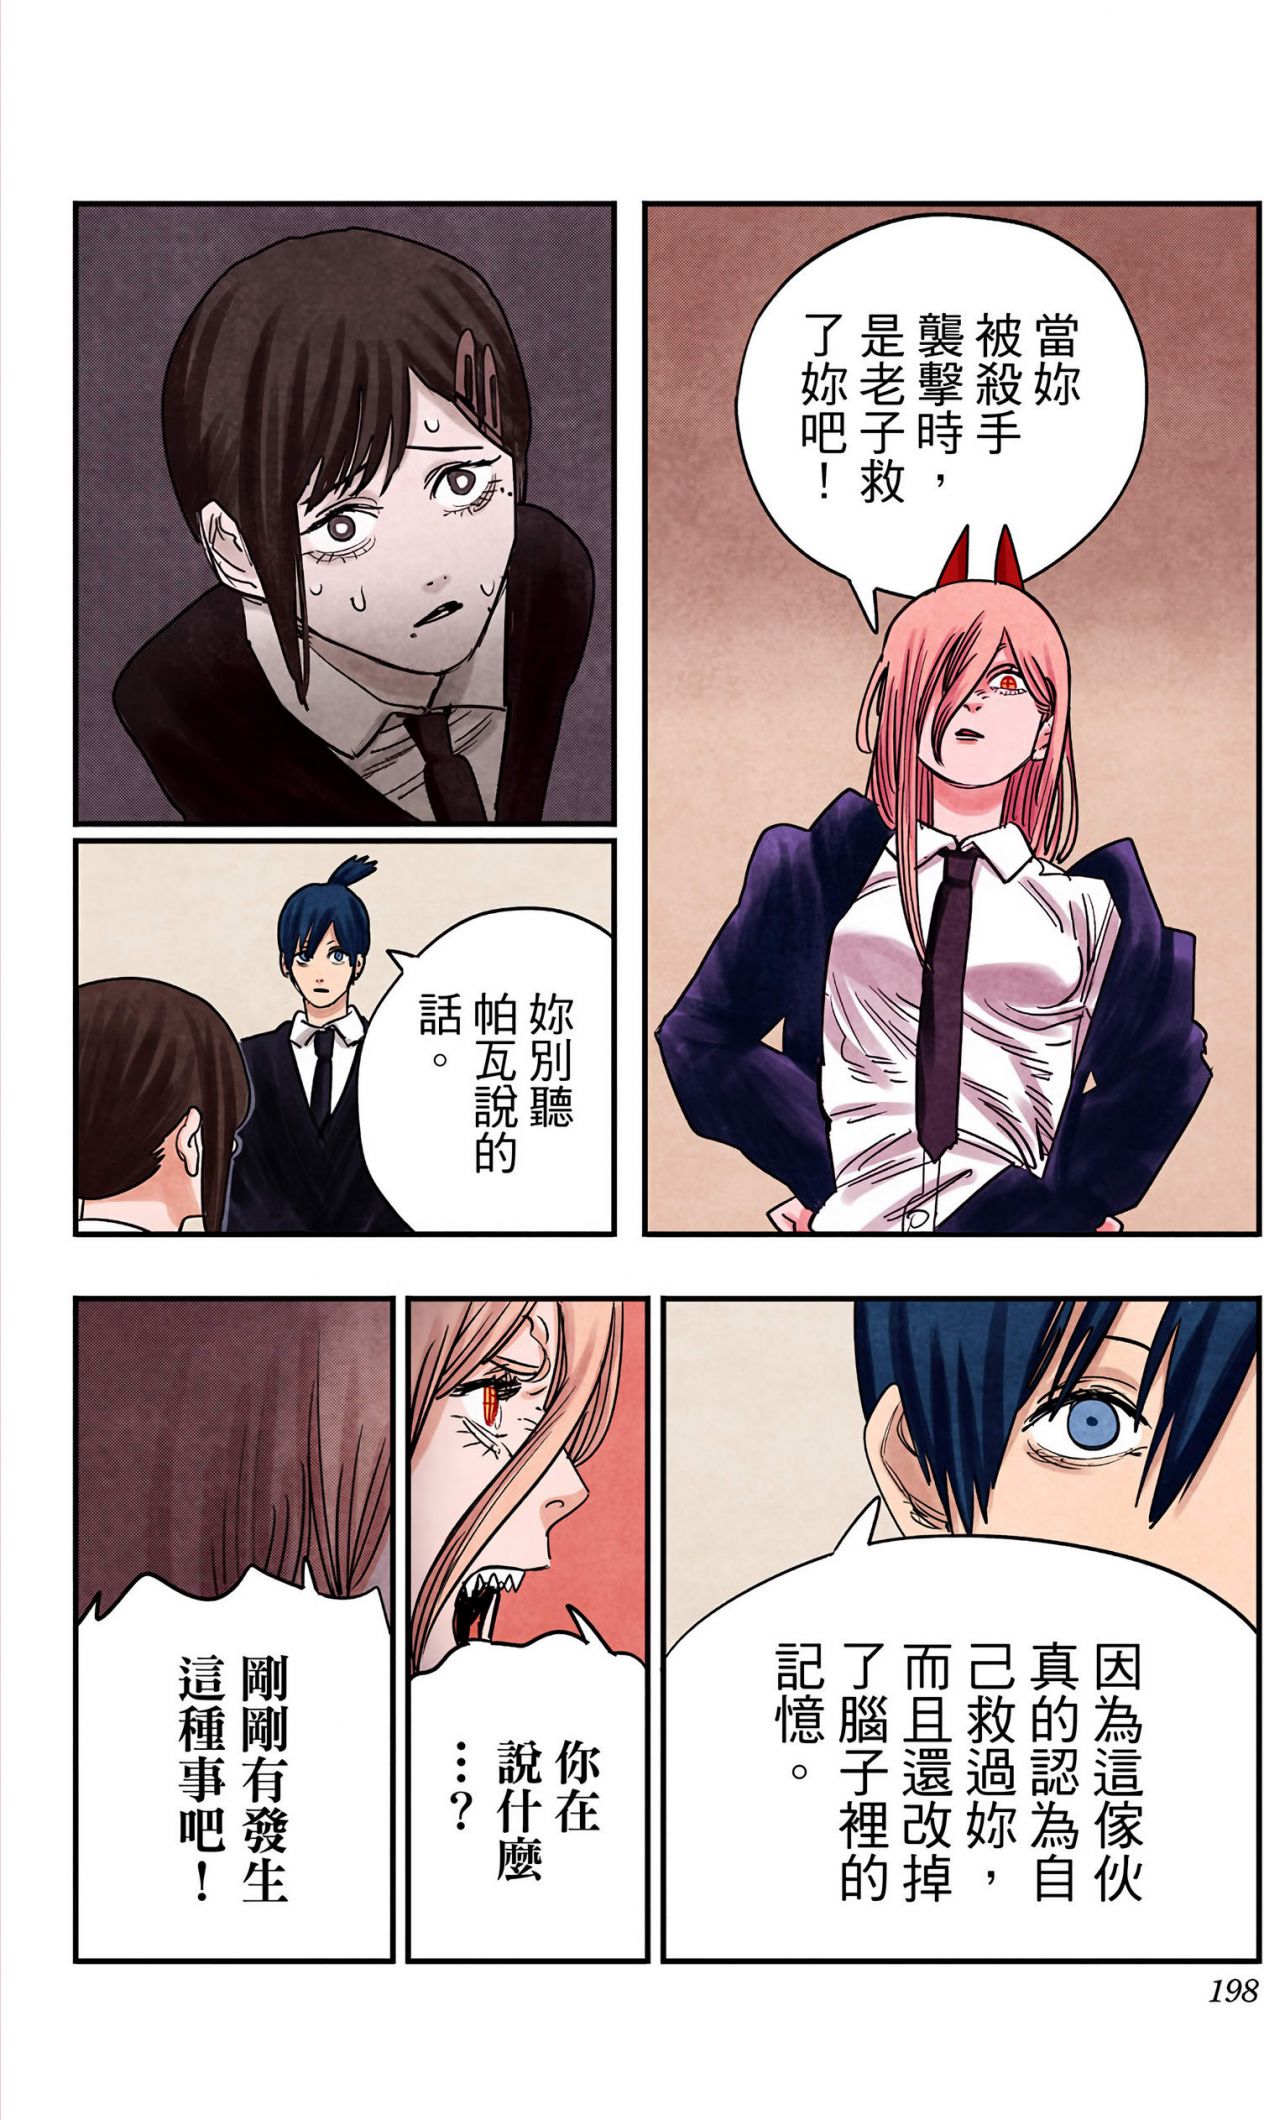 當妳
被殺手
襲擊時，
是老子救
了妳吧！
妳別聽
帕瓦說的
話。
因為這傢伙
真的認為自
己救過妳，
而且還改掉
了腦子裡的
記憶。
你在
說什麼
…？
剛剛有發生
這種事吧！
198